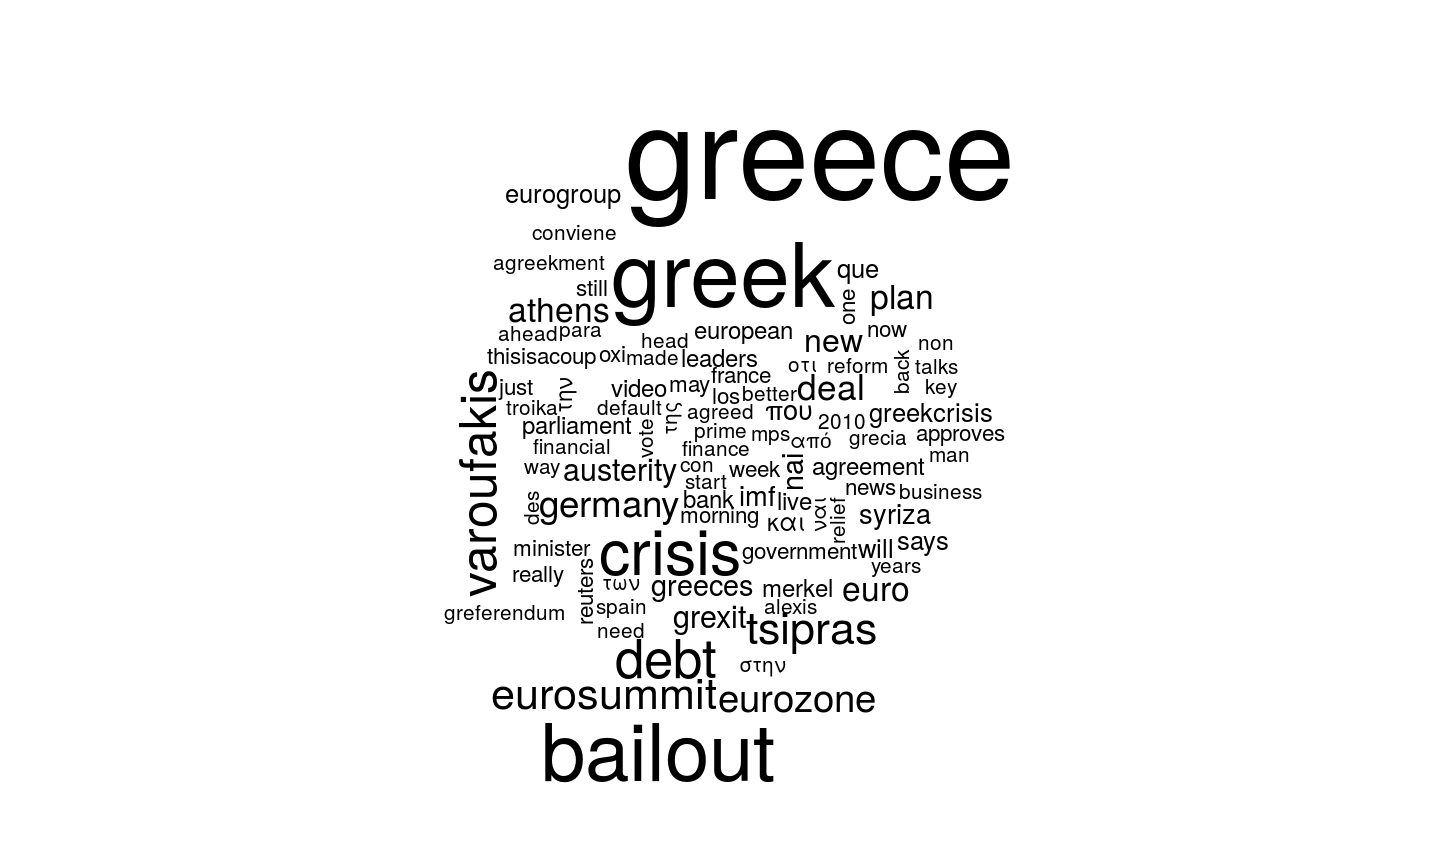 greece
eurogroup
conviene
agreekment
greek
que
still
one
plan
athens
ahead
para
head
european
new
now
non
thisisacoup
oxi
made
leaders
οτι
reform
back
talks
varoufakis
just
την
video
may
france
los
better
deal
key
troika
default
της
agreed
που
2010
greekcrisis
parliament
vote
prime
mps
από
grecia
approves
financial
finance
man
way
austerity
con
week
nai
agreement
start
des
germany
bank
imf
live
news
business
morning
και
ναι
relief
syriza
minister
crisis
government
will
says
really
reuters
των
greeces
merkel
years
euro
greferendum
spain
alexis
need
grexit
tsipras
debt
στην
eurosummit
eurozone
bailout